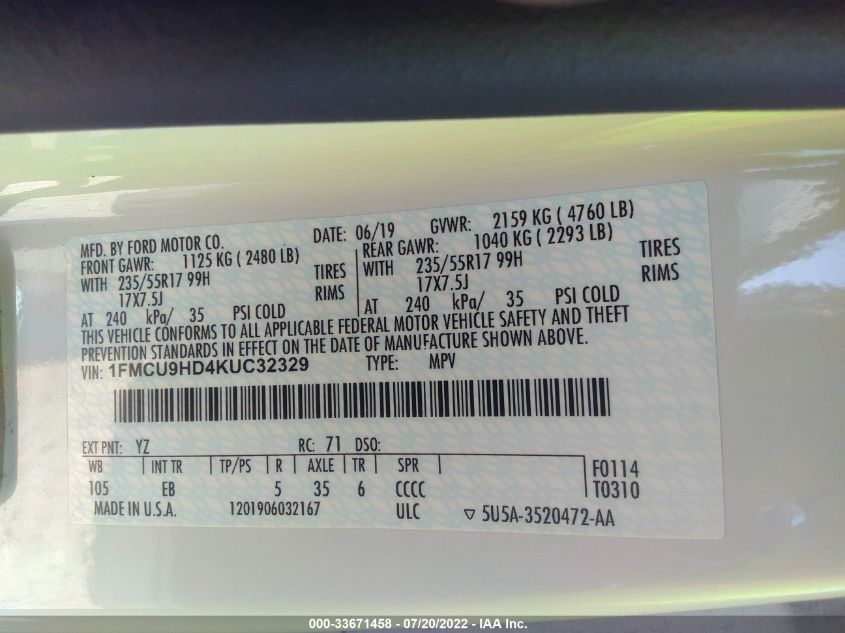 MFD. BY FORD MOTOR CO. DATE: 06/19 GVWR: 2159 KG ( 4760 LB)
FRONT GAWR: 1125 KG ( 2480 LB) REAR GAWR: 1040 KG ( 2293 LB)
WITH 235/55R17 99H TIRES WITH 235/55R17 99H TIRES
17X7.5J RIMS 17X7.5J RIMS
AT 240 kPa/ 35 PSI COLD AT 240 kPa/ 35 PSI COLD
THIS VEHICLE CONFORMS TO ALL APPLICABLE FEDERAL MOTOR VEHICLE SAFETY AND THEFT
PREVENTION STANDARDS IN EFFECT ON THE DATE OF MANUFACTURE SHOWN ABOVE.
VIN: 1FMCU9HD4KUC32329 TYPE: MPV
EXT PNT: YZ RC: 71 DSO:
WB INT TR TP/PS R AXLE TR SPR F0114
105 EB 5 35 6 CCCC T0310
MADE IN U.S.A. 1201906032167 ULC ▽ 5U5A-3520472-AA
000-33671458 - 07/20/2022 - IAA Inc.